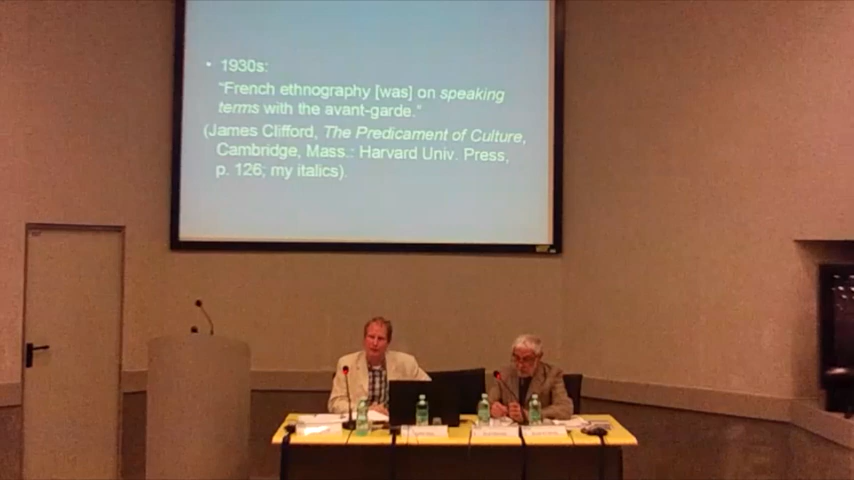 • 1930s:
"French ethnography [was] on speaking
terms with the avant-garde."
(James Clifford, The Predicament of Culture,
Cambridge, Mass.: Harvard Univ. Press,
p. 126; my italics).